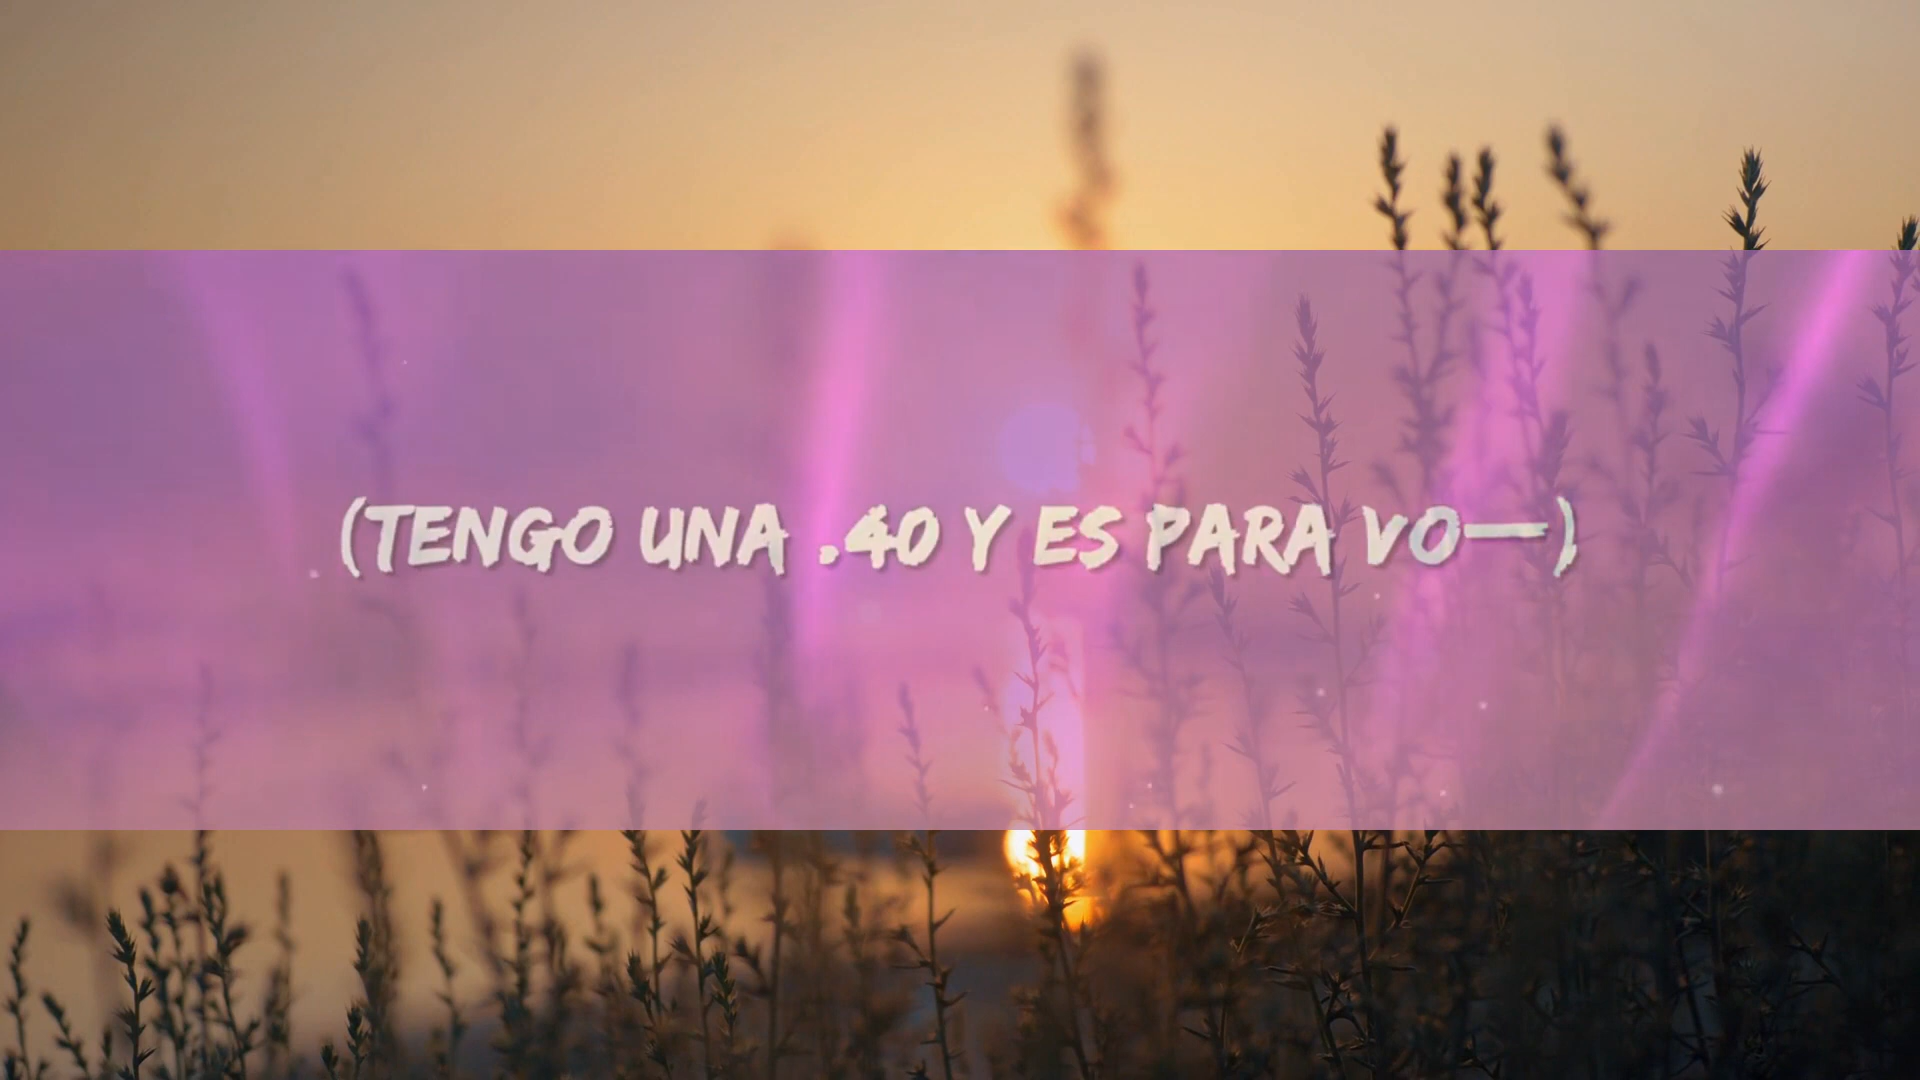 (TENGO UNA .40 Y ES PARA VO—)